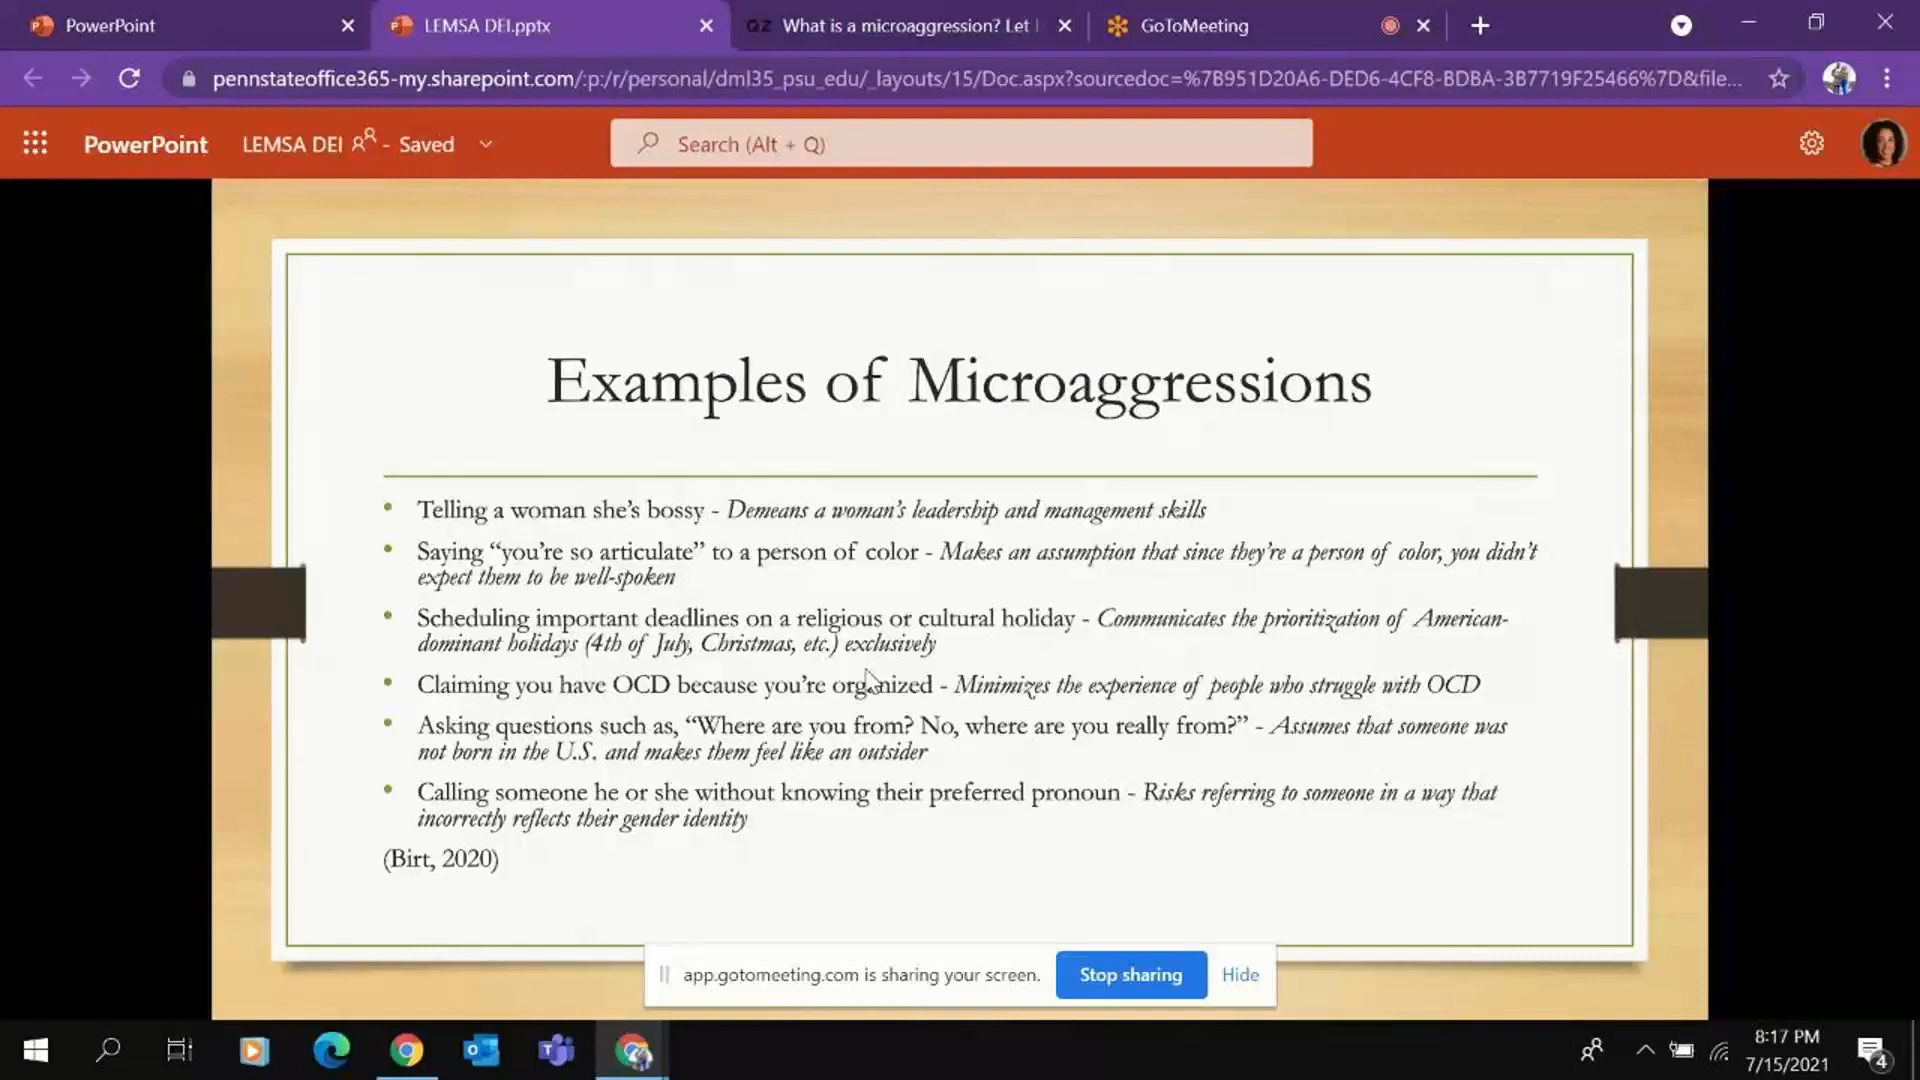 PowerPoint
LEMSA DEI.pptx
QZ What is a microaggression? Let
GoToMeeting
pennstateoffice365-my.sharepoint.com/:p:/r/personal/dml35_psu_edu/_layouts/15/Doc.aspx?sourcedoc=%7B951D20A6-DED6-4CF8-BDBA-3B7719F25466%7D&file...
PowerPoint
LEMSA DEI - Saved
Search (Alt + Q)
Examples of Microaggressions
• Telling a woman she's bossy - Demeans a woman's leadership and management skills
• Saying “you're so articulate” to a person of color - Makes an assumption that since they're a person of color, you didn't
expect them to be well-spoken
• Scheduling important deadlines on a religious or cultural holiday - Communicates the prioritization of American-
dominant holidays (4th of July, Christmas, etc.) exclusively
• Claiming you have OCD because you're organized - Minimizes the experience of people who struggle with OCD
• Asking questions such as, “Where are you from? No, where are you really from?” - Assumes that someone was
not born in the U.S. and makes them feel like an outsider
• Calling someone he or she without knowing their preferred pronoun - Risks referring to someone in a way that
incorrectly reflects their gender identity
(Birt, 2020)
app.gotomeeting.com is sharing your screen.
Stop sharing
Hide
8:17 PM
7/15/2021
4